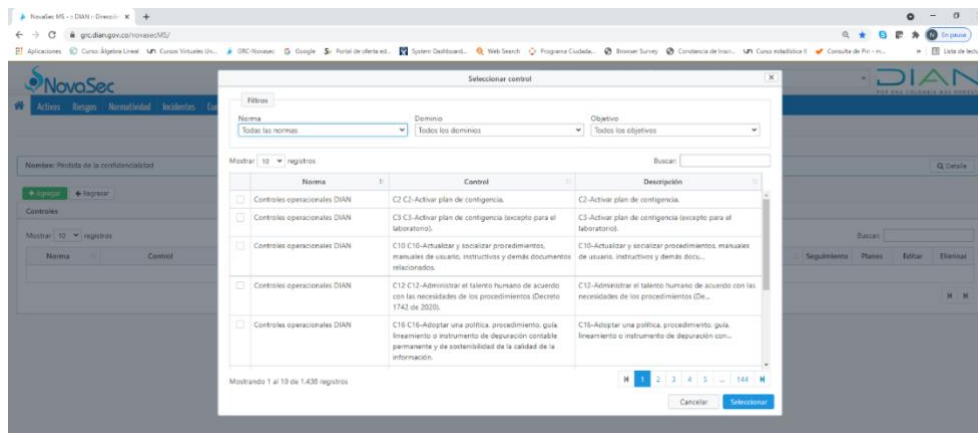 NovaSec MS - :: DIAN :: Direcció
grc.dian.gov.co/novasecMS/
En pausa
Aplicaciones Curso: Álgebra Lineal Cursos Virtuales Un... GRC-Novasec Google Portal de oferta ed... System Dashboard... Web Search Programa Ciudada... Browser Survey Constancia de Inscri... Curso estadística II Consulta de Pin - m... » Lista de lectu
NovaSec
DIAN
POR UNA COLOMBIA MÁS HONEST
Activos Riesgos Normatividad Incidentes
Nombre: Pérdida de la confidencialidad
Detalle
Agregar Regresar
Controles
Mostrar 10 registros
Buscar:
Norma Control Seguimiento Planes Editar Eliminar
Seleccionar control
Filtros
Norma Dominio Objetivo
Todas las normas Todos los dominios Todos los objetivos
Mostrar 10 registros Buscar:
Norma Control Descripción
Controles operacionales DIAN C2 C2-Activar plan de contigencia. C2-Activar plan de contigencia.
Controles operacionales DIAN C3 C3-Activar plan de contigencia (excepto para el C3-Activar plan de contigencia (excepto para el
laboratorio). laboratorio).
Controles operacionales DIAN C10 C10-Actualizar y socializar procedimientos, C10-Actualizar y socializar procedimientos, manuales
manuales de usuario, instructivos y demás documentos de usuario, instructivos y demás docu...
relacionados.
Controles operacionales DIAN C12 C12-Administrar el talento humano de acuerdo C12-Administrar el talento humano de acuerdo con las
con las necesidades de los procedimientos (Decreto necesidades de los procedimientos (De...
1742 de 2020).
Controles operacionales DIAN C16 C16-Adoptar una política, procedimiento, guía, C16-Adoptar una política, procedimiento, guía,
lineamiento o instrumento de depuración contable lineamiento o instrumento de depuración con...
permanente y de sostenibilidad de la calidad de la
información.
Mostrando 1 al 10 de 1.438 registros
1 2 3 4 5 ... 144
Cancelar Seleccionar